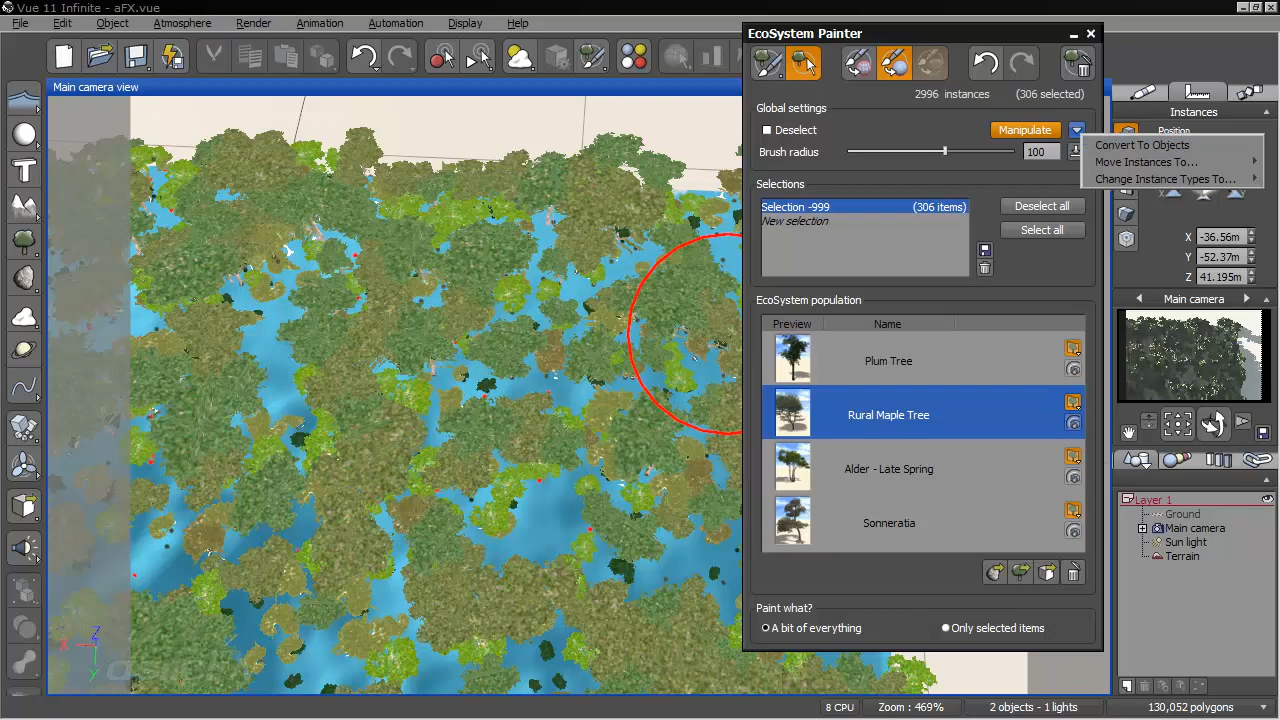 Vue 11 Infinite - aFX.vue
File Edit Object Atmosphere Render Animation Automation Display Help
Main camera view
EcoSystem Painter
2996 instances (306 selected)
Global settings
Deselect Manipulate
Brush radius 100
Convert To Objects
Move Instances To...
Change Instance Types To...
Selections
Selection -999 (306 items)
New selection
Deselect all
Select all
EcoSystem population
Preview Name
Plum Tree
Rural Maple Tree
Alder - Late Spring
Sonneratia
Paint what?
A bit of everything Only selected items
Instances
Position
X -36.56m
Y -52.37m
Z 41.195m
Main camera
Layer 1
Ground
Main camera
Sun light
Terrain
X Z Y
8 CPU Zoom : 469% 2 objects - 1 lights 130,052 polygons